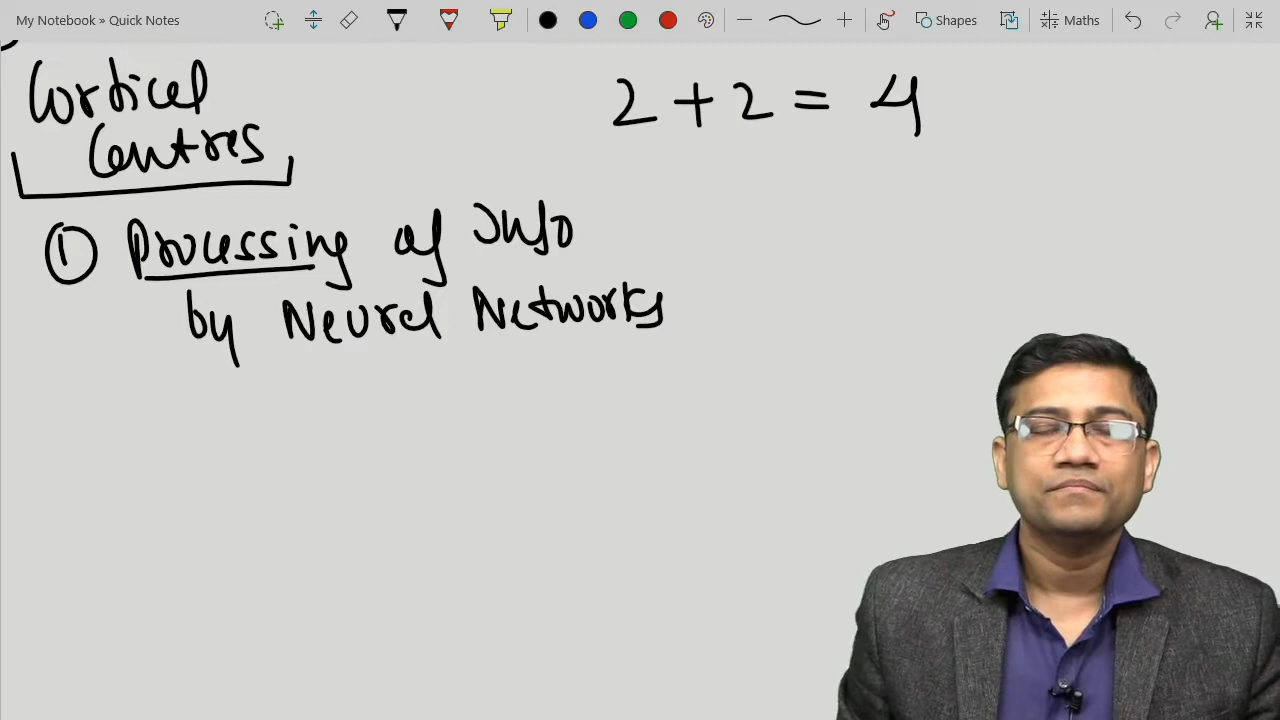 My Notebook » Quick Notes
Shapes
Maths
Cortical
Centres
2 + 2 = 4
① Processing of Info
by Neural Networks